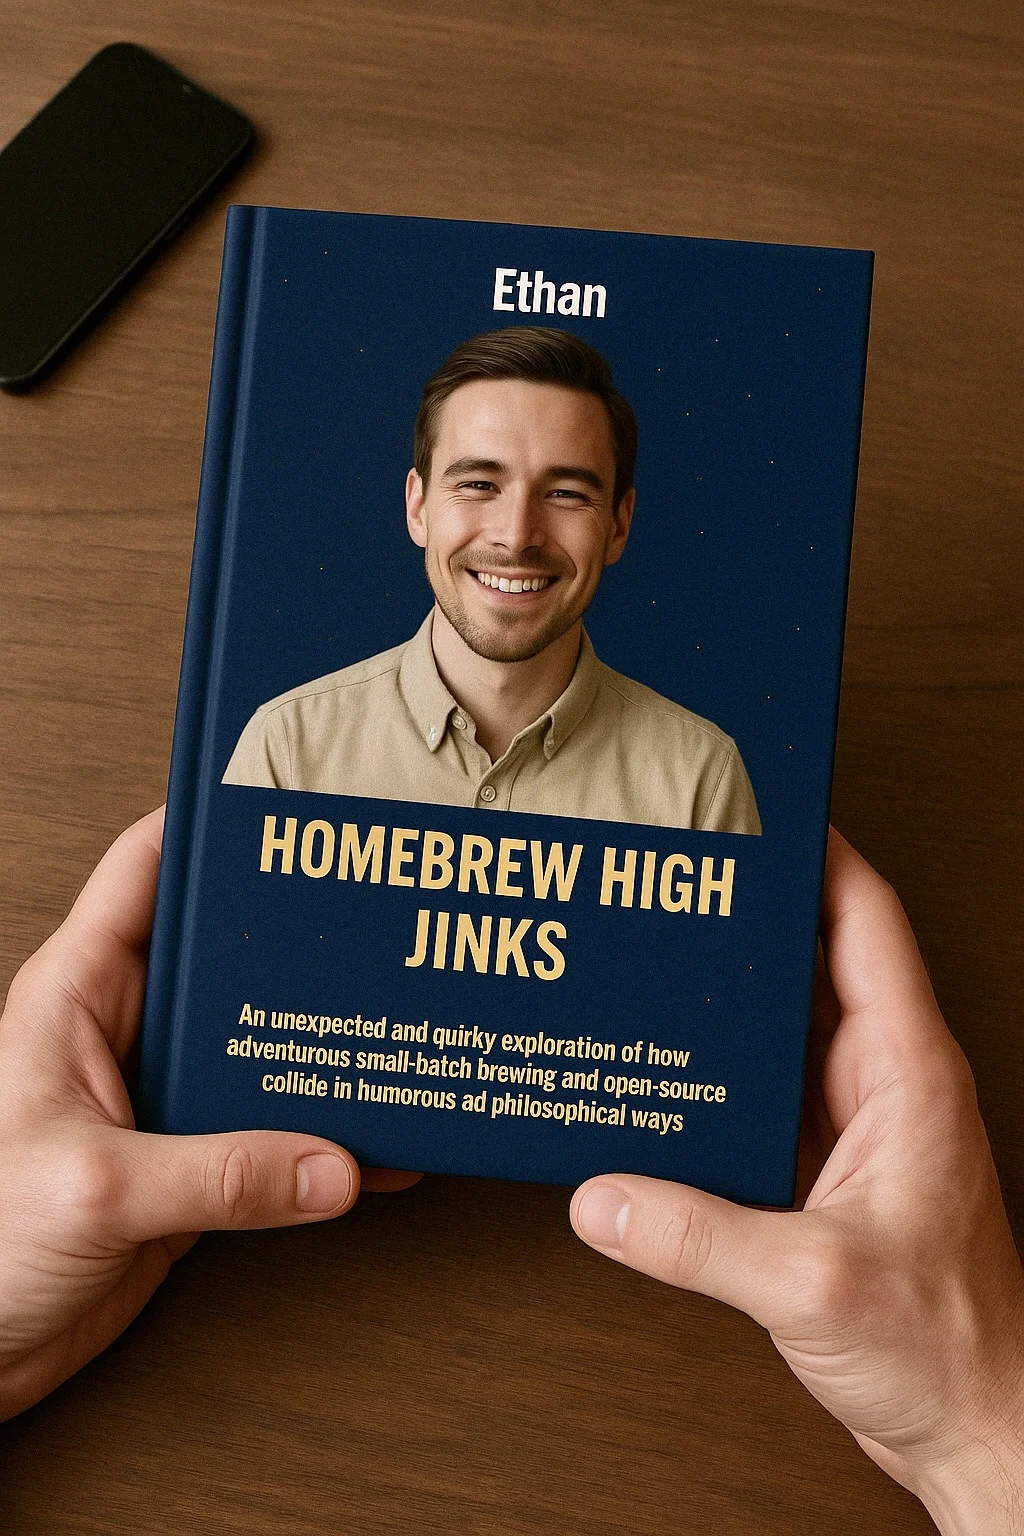 Ethan
HOMEBREW HIGH
JINKS
An unexpected and quirky exploration of how
adventurous small-batch brewing and open-source
collide in humorous ad philosophical ways